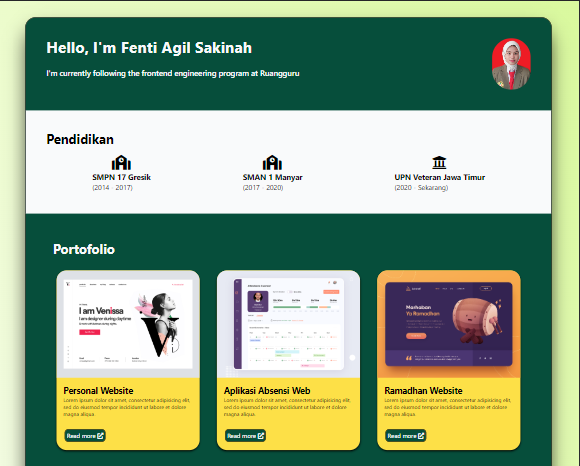 Hello, I'm Fenti Agil Sakinah
I'm currently following the frontend engineering program at Ruangguru
Pendidikan
SMPN 17 Gresik
(2014 - 2017)
SMAN 1 Manyar
(2017 - 2020)
UPN Veteran Jawa Timur
(2020 - Sekarang)
Portofolio
I am Venissa
I am designer during daytime
Marhaban
Ya Ramadhan
Personal Website
Lorem ipsum dolor sit amet, consectetur adipisicing elit,
sed do eiusmod tempor incididunt ut labore et dolore
magna aliqua.
Read more
Aplikasi Absensi Web
Lorem ipsum dolor sit amet, consectetur adipisicing elit,
sed do eiusmod tempor incididunt ut labore et dolore
magna aliqua.
Read more
Ramadhan Website
Lorem ipsum dolor sit amet, consectetur adipisicing elit,
sed do eiusmod tempor incididunt ut labore et dolore
magna aliqua.
Read more